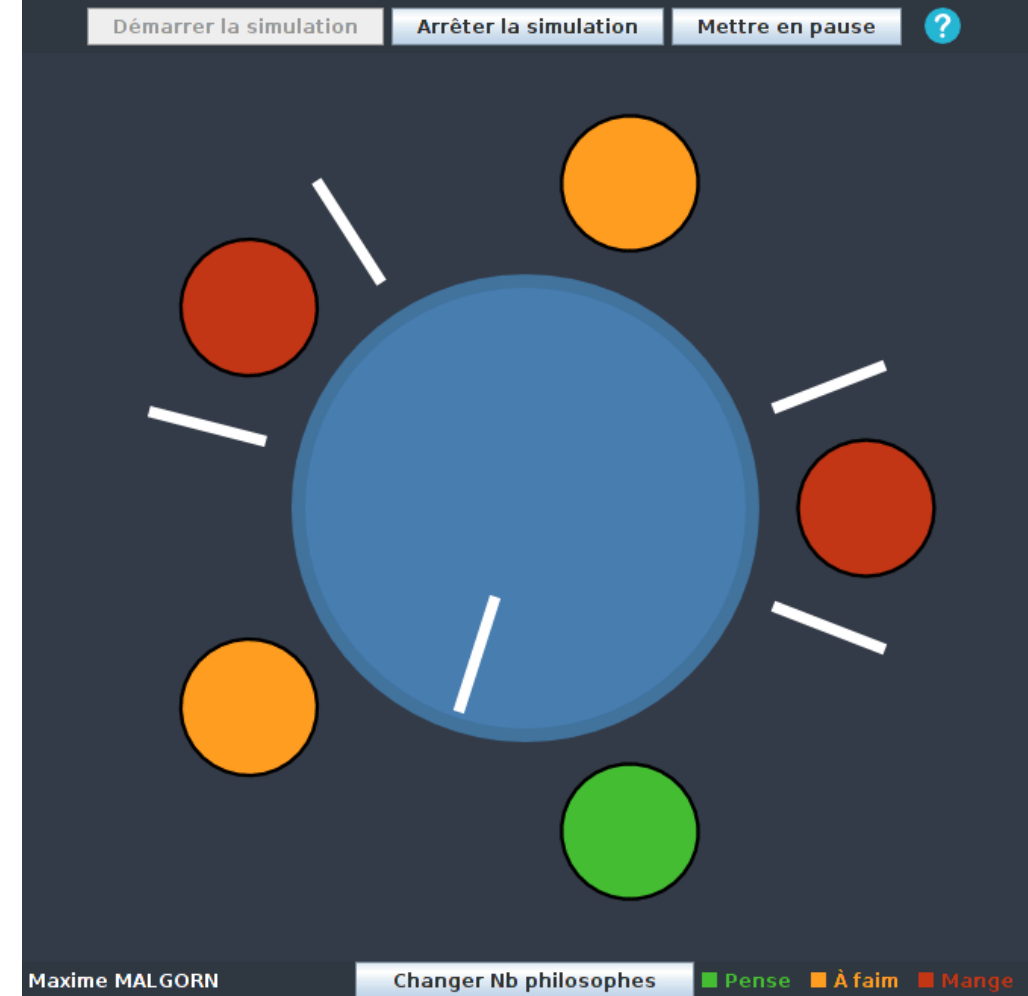 Démarrer la simulation Arrêter la simulation Mettre en pause ?
Maxime MALGORN Changer Nb philosophes Pense À faim Mange